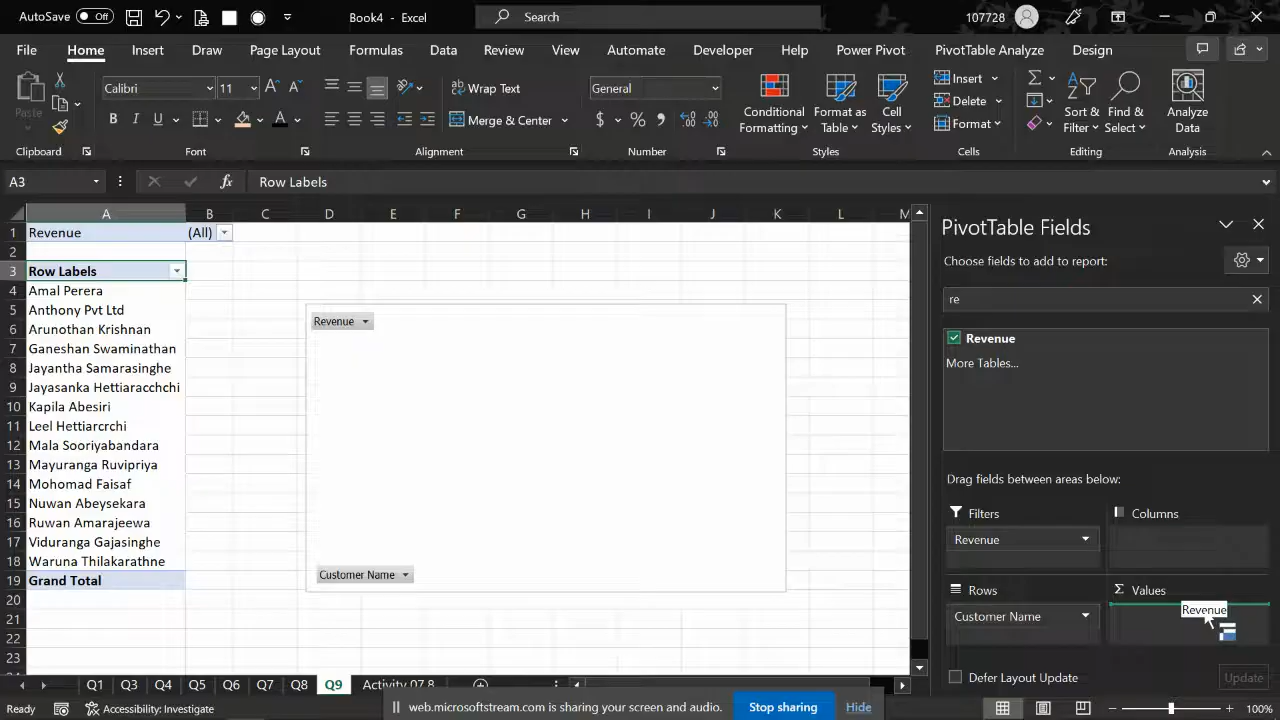 AutoSave Off Book4 - Excel Search 107728
File Home Insert Draw Page Layout Formulas Data Review View Automate Developer Help Power Pivot PivotTable Analyze Design
Paste Calibri 11 Wrap Text General Conditional Formatting Format as Table Cell Styles Insert Sort & Filter Find & Select Analyze Data
Merge & Center Delete
Format
Clipboard Font Alignment Number Styles Cells Editing Analysis
A3 fx Row Labels
A B C D E F G H I J K L M
1 Revenue (All)
2
3 Row Labels
4 Amal Perera
5 Anthony Pvt Ltd
6 Arunothan Krishnan
7 Ganeshan Swaminathan
8 Jayantha Samarasinghe
9 Jayasanka Hettiaracchchi
10 Kapila Abesiri
11 Leel Hettiarcrchi
12 Mala Sooriyabandara
13 Mayuranga Ruvipriya
14 Mohomad Faisaf
15 Nuwan Abeysekara
16 Ruwan Amarajeewa
17 Viduranga Gajasinghe
18 Waruna Thilakarathne
19 Grand Total
20
21
22
23
Revenue
Customer Name
PivotTable Fields
Choose fields to add to report:
re
Revenue
More Tables...
Drag fields between areas below:
Filters Columns
Revenue
Rows Σ Values
Revenue
Customer Name
Defer Layout Update Update
Q1 Q3 Q4 Q5 Q6 Q7 Q8 Q9 Activity 07.8
Ready Accessibility: Investigate web.microsoftstream.com is sharing your screen and audio. Stop sharing Hide 100%